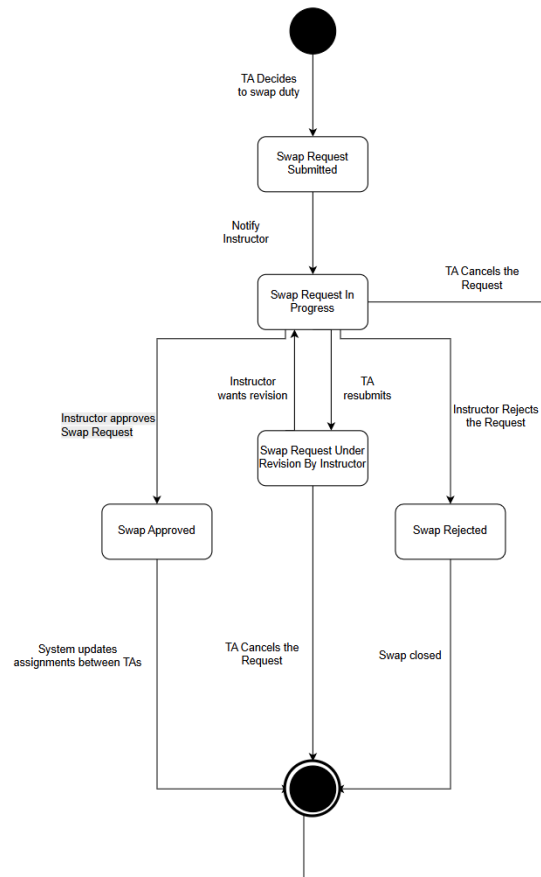 TA Decides
to swap duty
Swap Request
Submitted
Notify
Instructor
TA Cancels the
Request
Swap Request In
Progress
Instructor
wants revision
TA
resubmits
Instructor approves
Swap Request
Instructor Rejects
the Request
Swap Request Under
Revision By Instructor
Swap Approved
Swap Rejected
System updates
assignments between TAs
TA Cancels the
Request
Swap closed